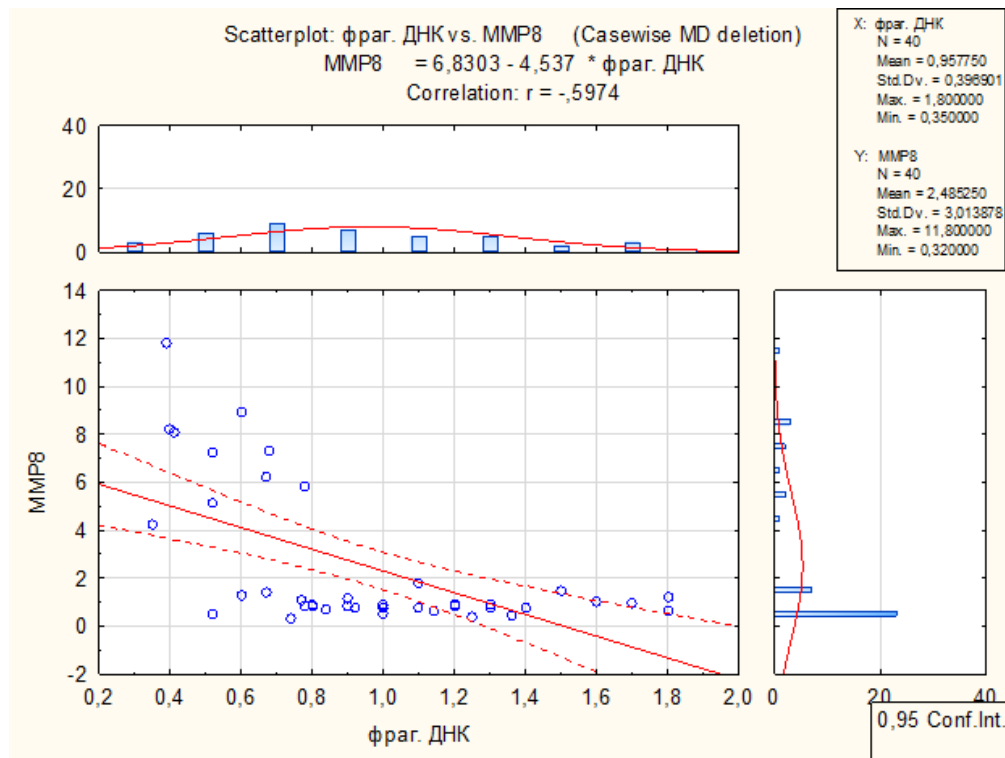 Scatterplot: фраг. ДНК vs. MMP8 (Casewise MD deletion)
MMP8 = 6,8303 - 4,537 * фраг. ДНК
Correlation: r = -,5974
X: фраг. ДНК
N = 40
Mean = 0,957750
Std.Dv. = 0,396901
Max. = 1,800000
Min. = 0,350000
Y: MMP8
N = 40
Mean = 2,485250
Std.Dv. = 3,013878
Max. = 11,800000
Min. = 0,320000
40
20
0
14
12
10
8
6
4
2
0
-2
MMP8
0,2 0,4 0,6 0,8 1,0 1,2 1,4 1,6 1,8 2,0
фраг. ДНК
0 20 40
0,95 Conf.Int.